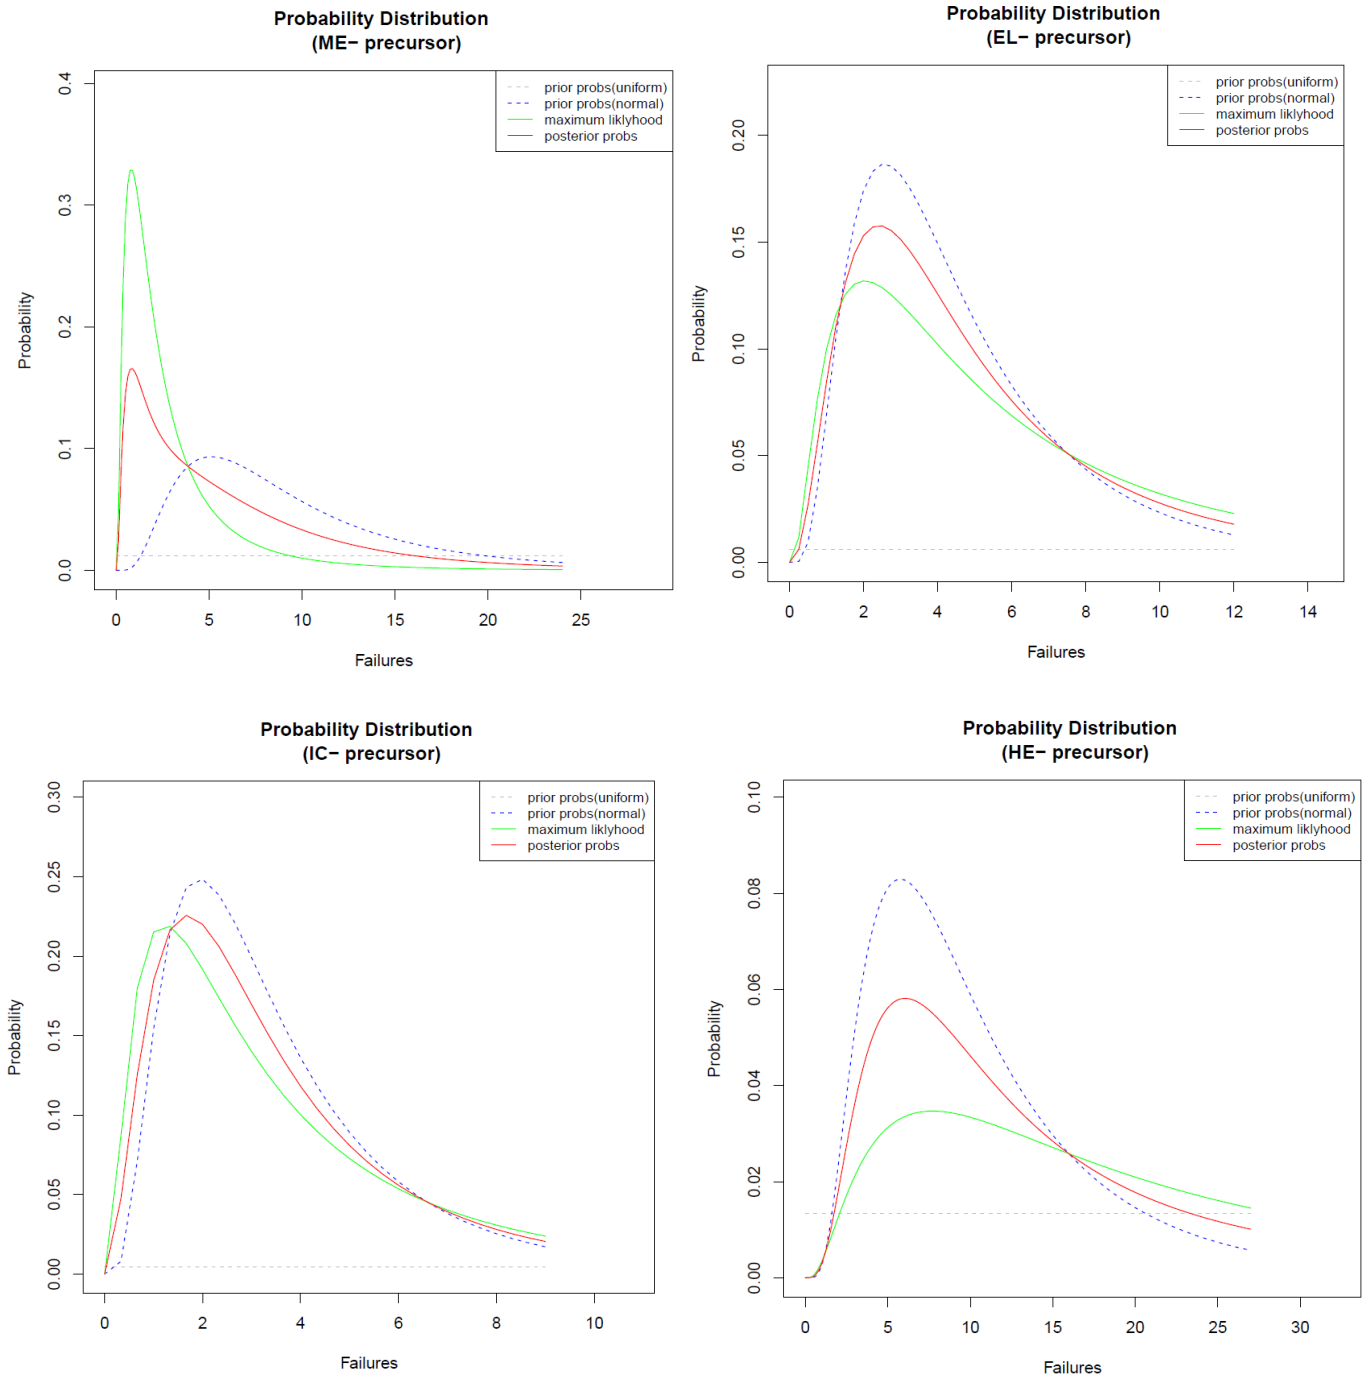 Probability Distribution
(ME− precursor)
prior probs(uniform)
prior probs(normal)
maximum liklyhood
posterior probs
Probability
0.0
0.1
0.2
0.3
0.4
0
5
10
15
20
25
Failures
Probability Distribution
(EL− precursor)
prior probs(uniform)
prior probs(normal)
maximum liklyhood
posterior probs
Probability
0.00
0.05
0.10
0.15
0.20
0
2
4
6
8
10
12
14
Failures
Probability Distribution
(IC− precursor)
prior probs(uniform)
prior probs(normal)
maximum liklyhood
posterior probs
Probability
0.00
0.05
0.10
0.15
0.20
0.25
0.30
0
2
4
6
8
10
Failures
Probability Distribution
(HE− precursor)
prior probs(uniform)
prior probs(normal)
maximum liklyhood
posterior probs
Probability
0.00
0.02
0.04
0.06
0.08
0.10
0
5
10
15
20
25
30
Failures